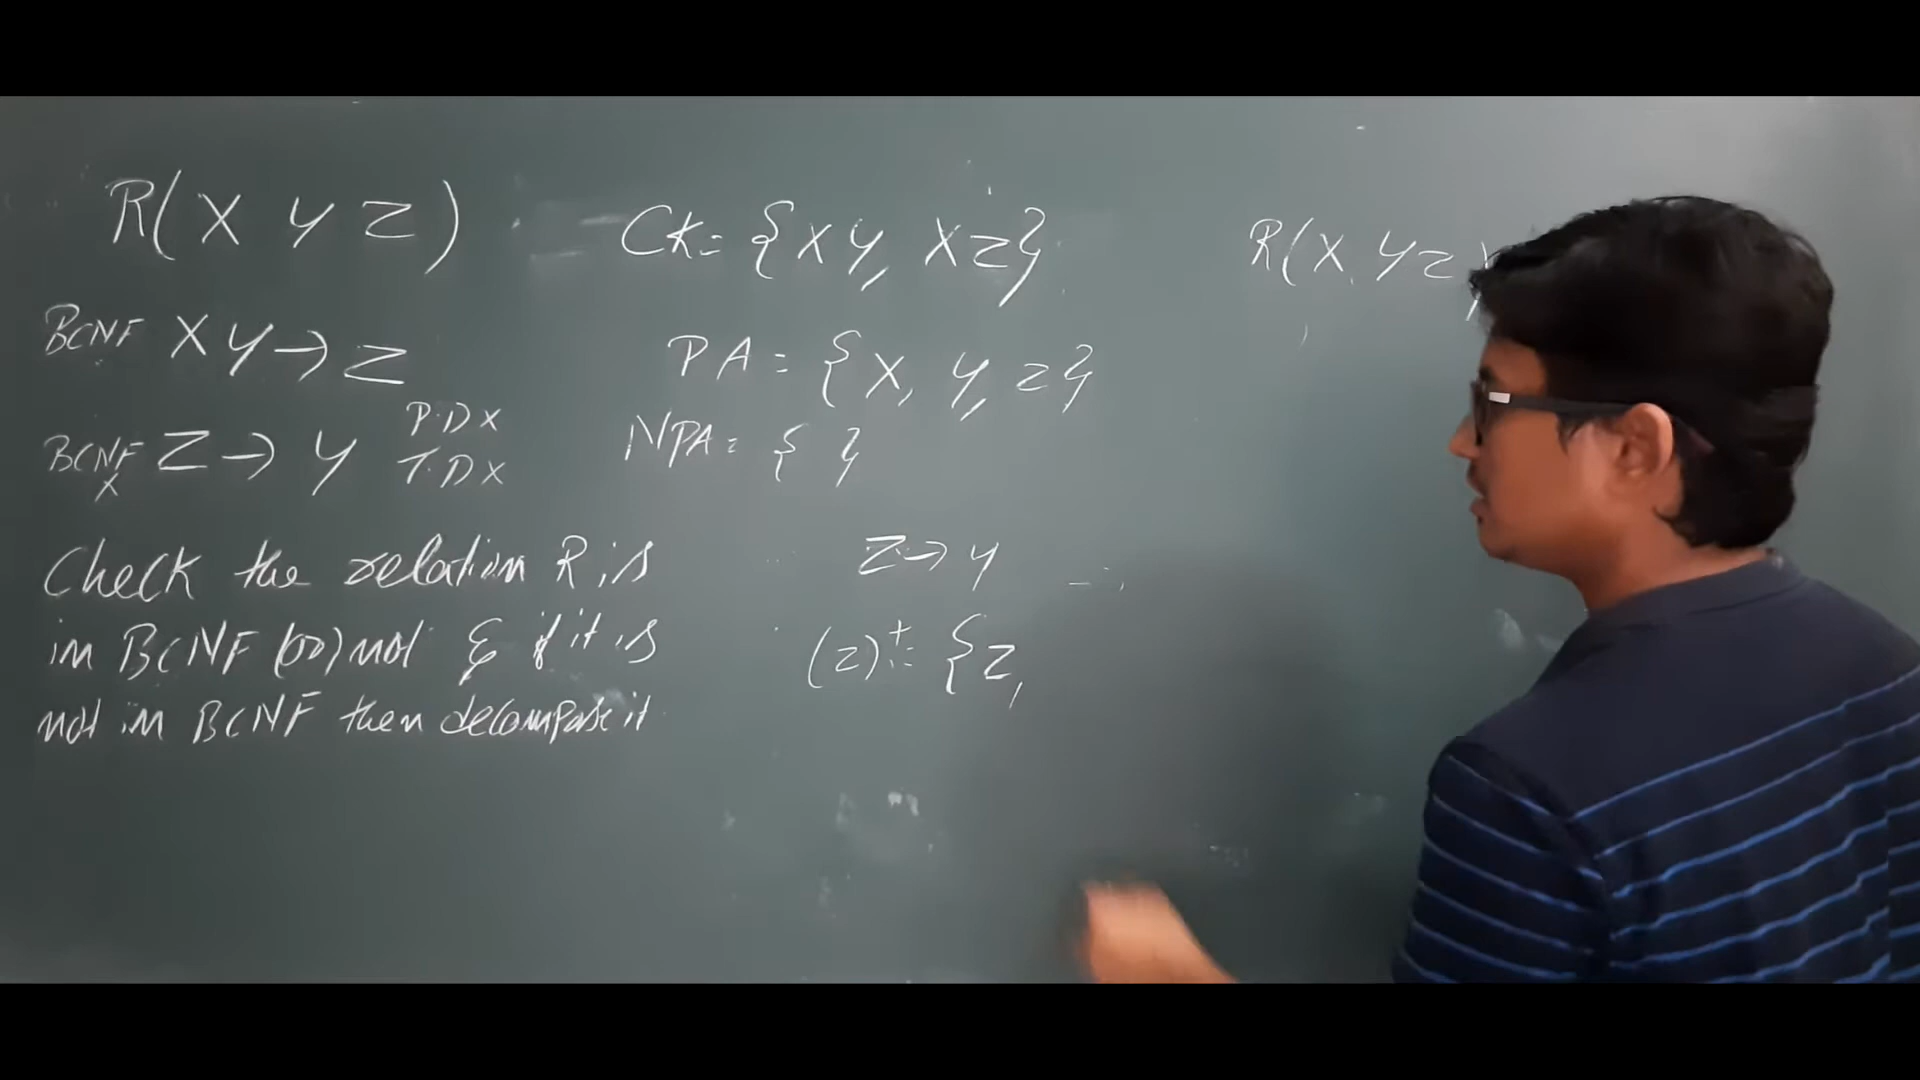 R( X Y Z )
BCNF XY → Z
BCNF X Z → Y P.D X T.D X
Check the relation R is
in BCNF (or) not & if it is
not in BCNF then decompose it
CK = {XY, XZ}
PA = {X, Y, Z}
NPA = { }
Z → Y
(Z)+ = {Z,
R(X Y Z )